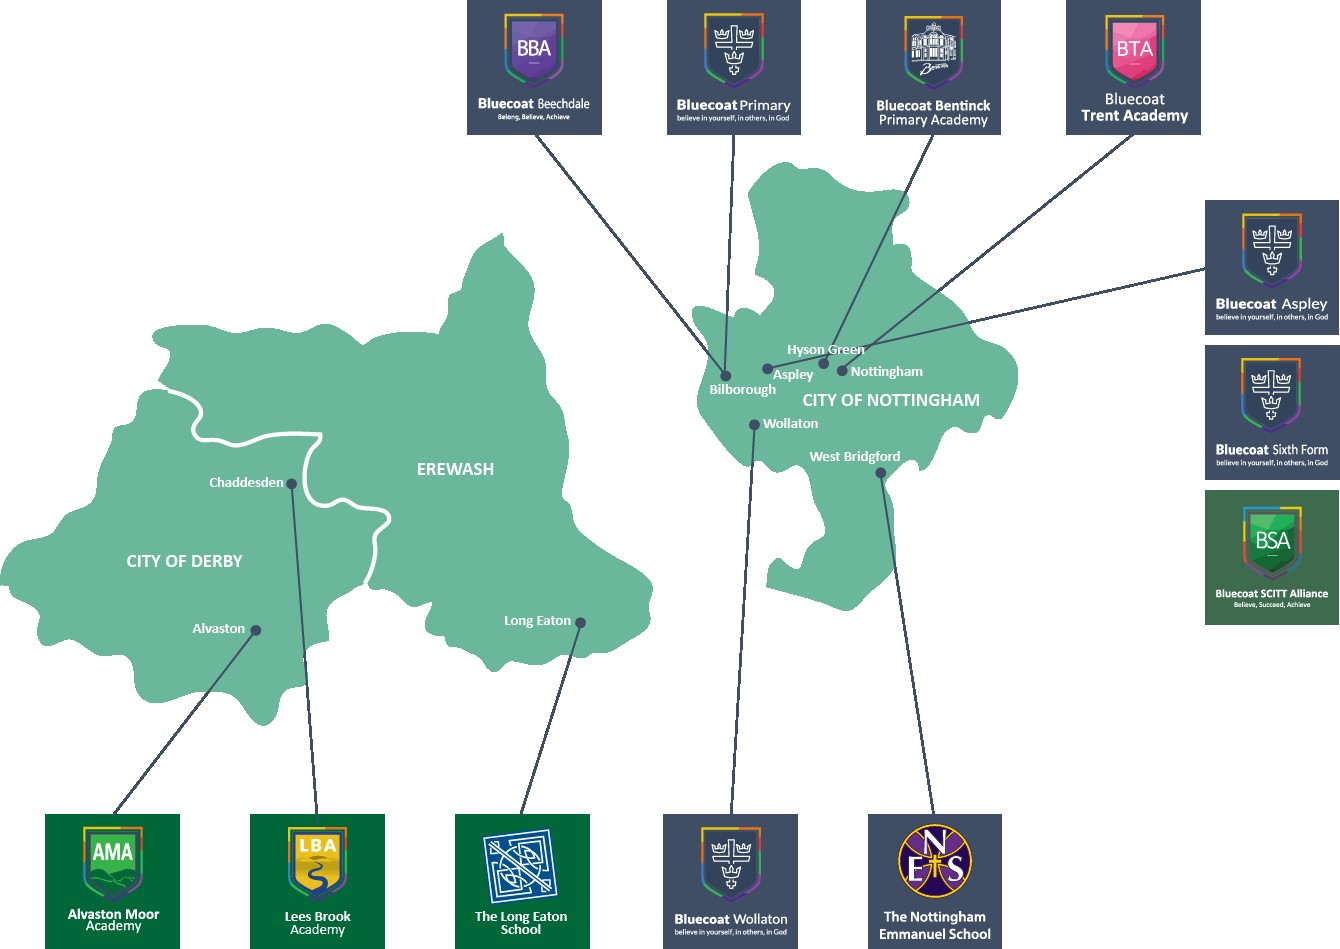 BBA
Bluecoat Beechdale
Belong, Believe, Achieve
Bluecoat Primary
believe in yourself, in others, in God
Bentinck
Bluecoat Bentinck
Primary Academy
BTA
Bluecoat
Trent Academy
Bluecoat Aspley
believe in yourself, in others, in God
Bluecoat Sixth Form
believe in yourself, in others, in God
BSA
Bluecoat SCITT Alliance
Believe, Succeed, Achieve
Hyson Green
Aspley
Nottingham
Bilborough
CITY OF NOTTINGHAM
Wollaton
West Bridgford
EREWASH
Chaddesden
CITY OF DERBY
Alvaston
Long Eaton
AMA
Alvaston Moor
Academy
LBA
Lees Brook
Academy
The Long Eaton
School
Bluecoat Wollaton
believe in yourself, in others, in God
N
E S
The Nottingham
Emmanuel School